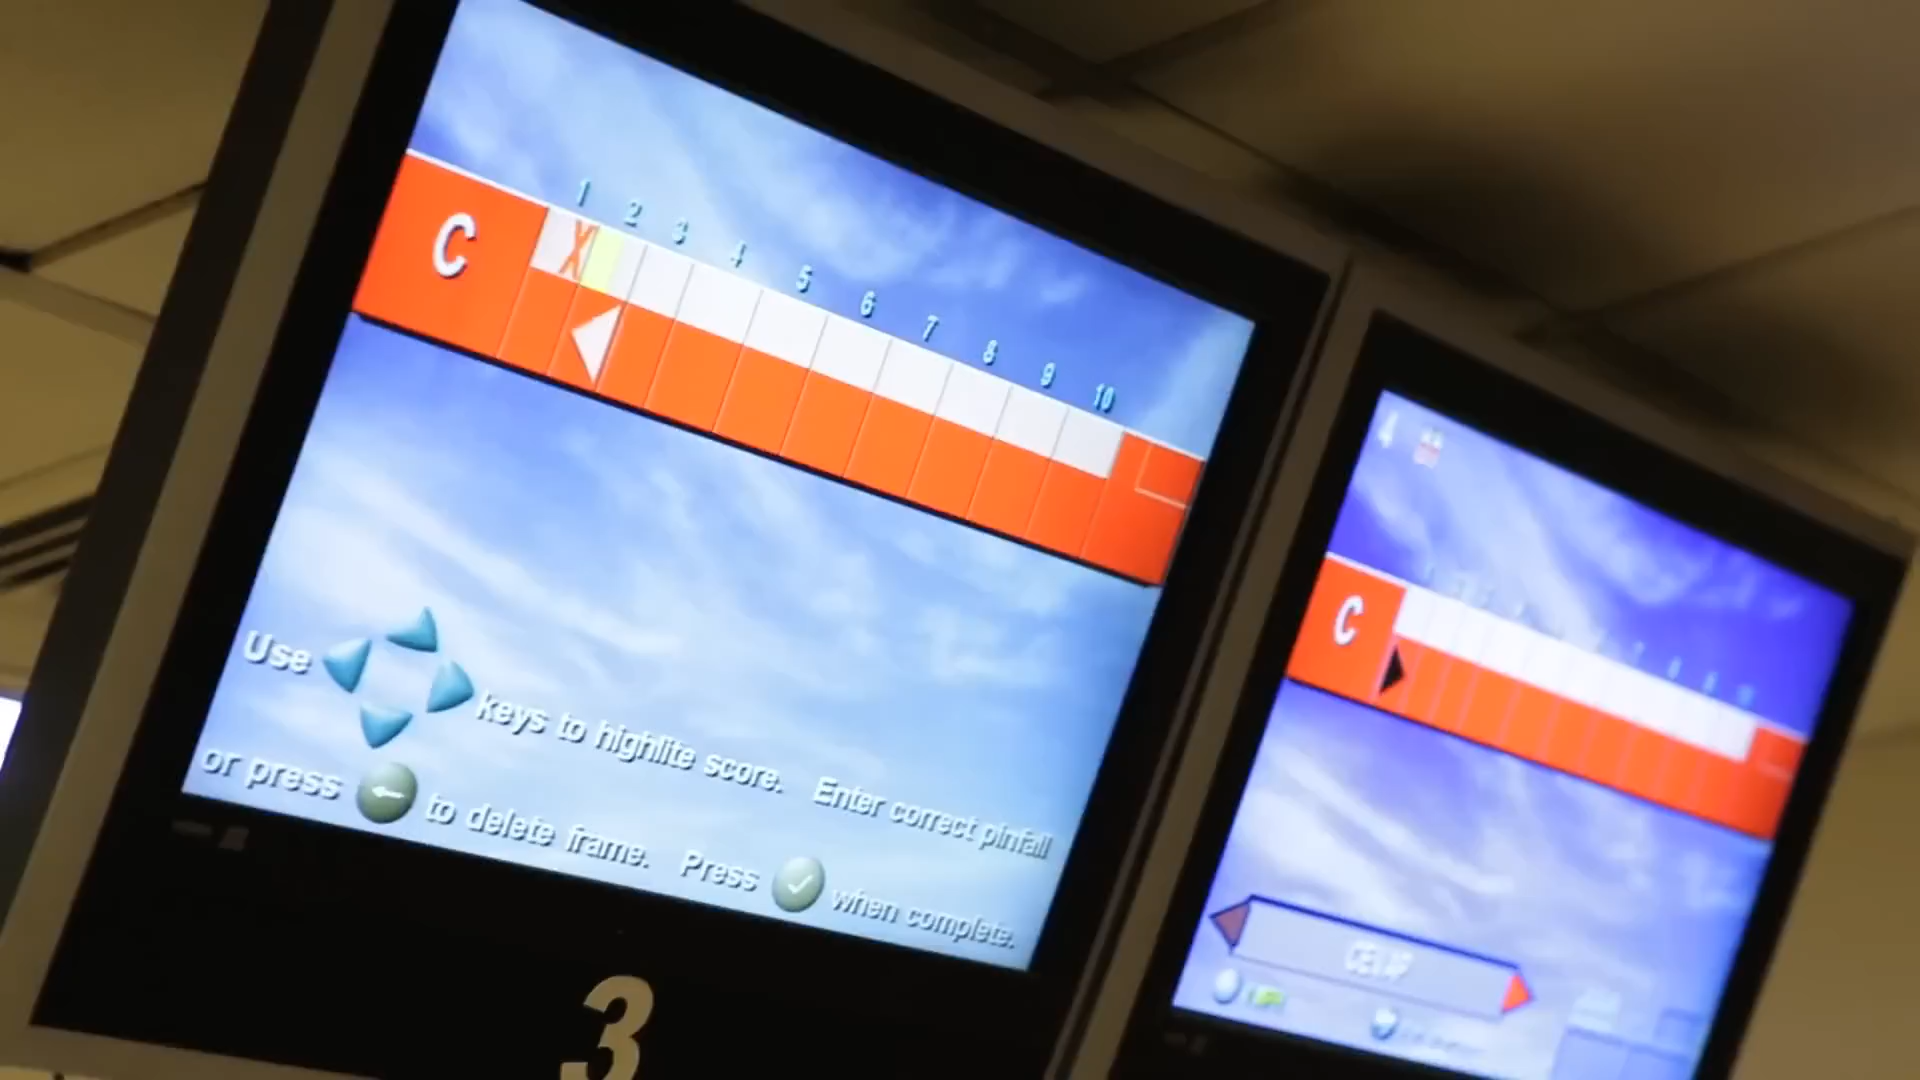 1 2 3 4 5 6 7 8 9 10
C X
Use keys to highlite score. Enter correct pinfall
or press to delete frame. Press when complete.
3
4
C